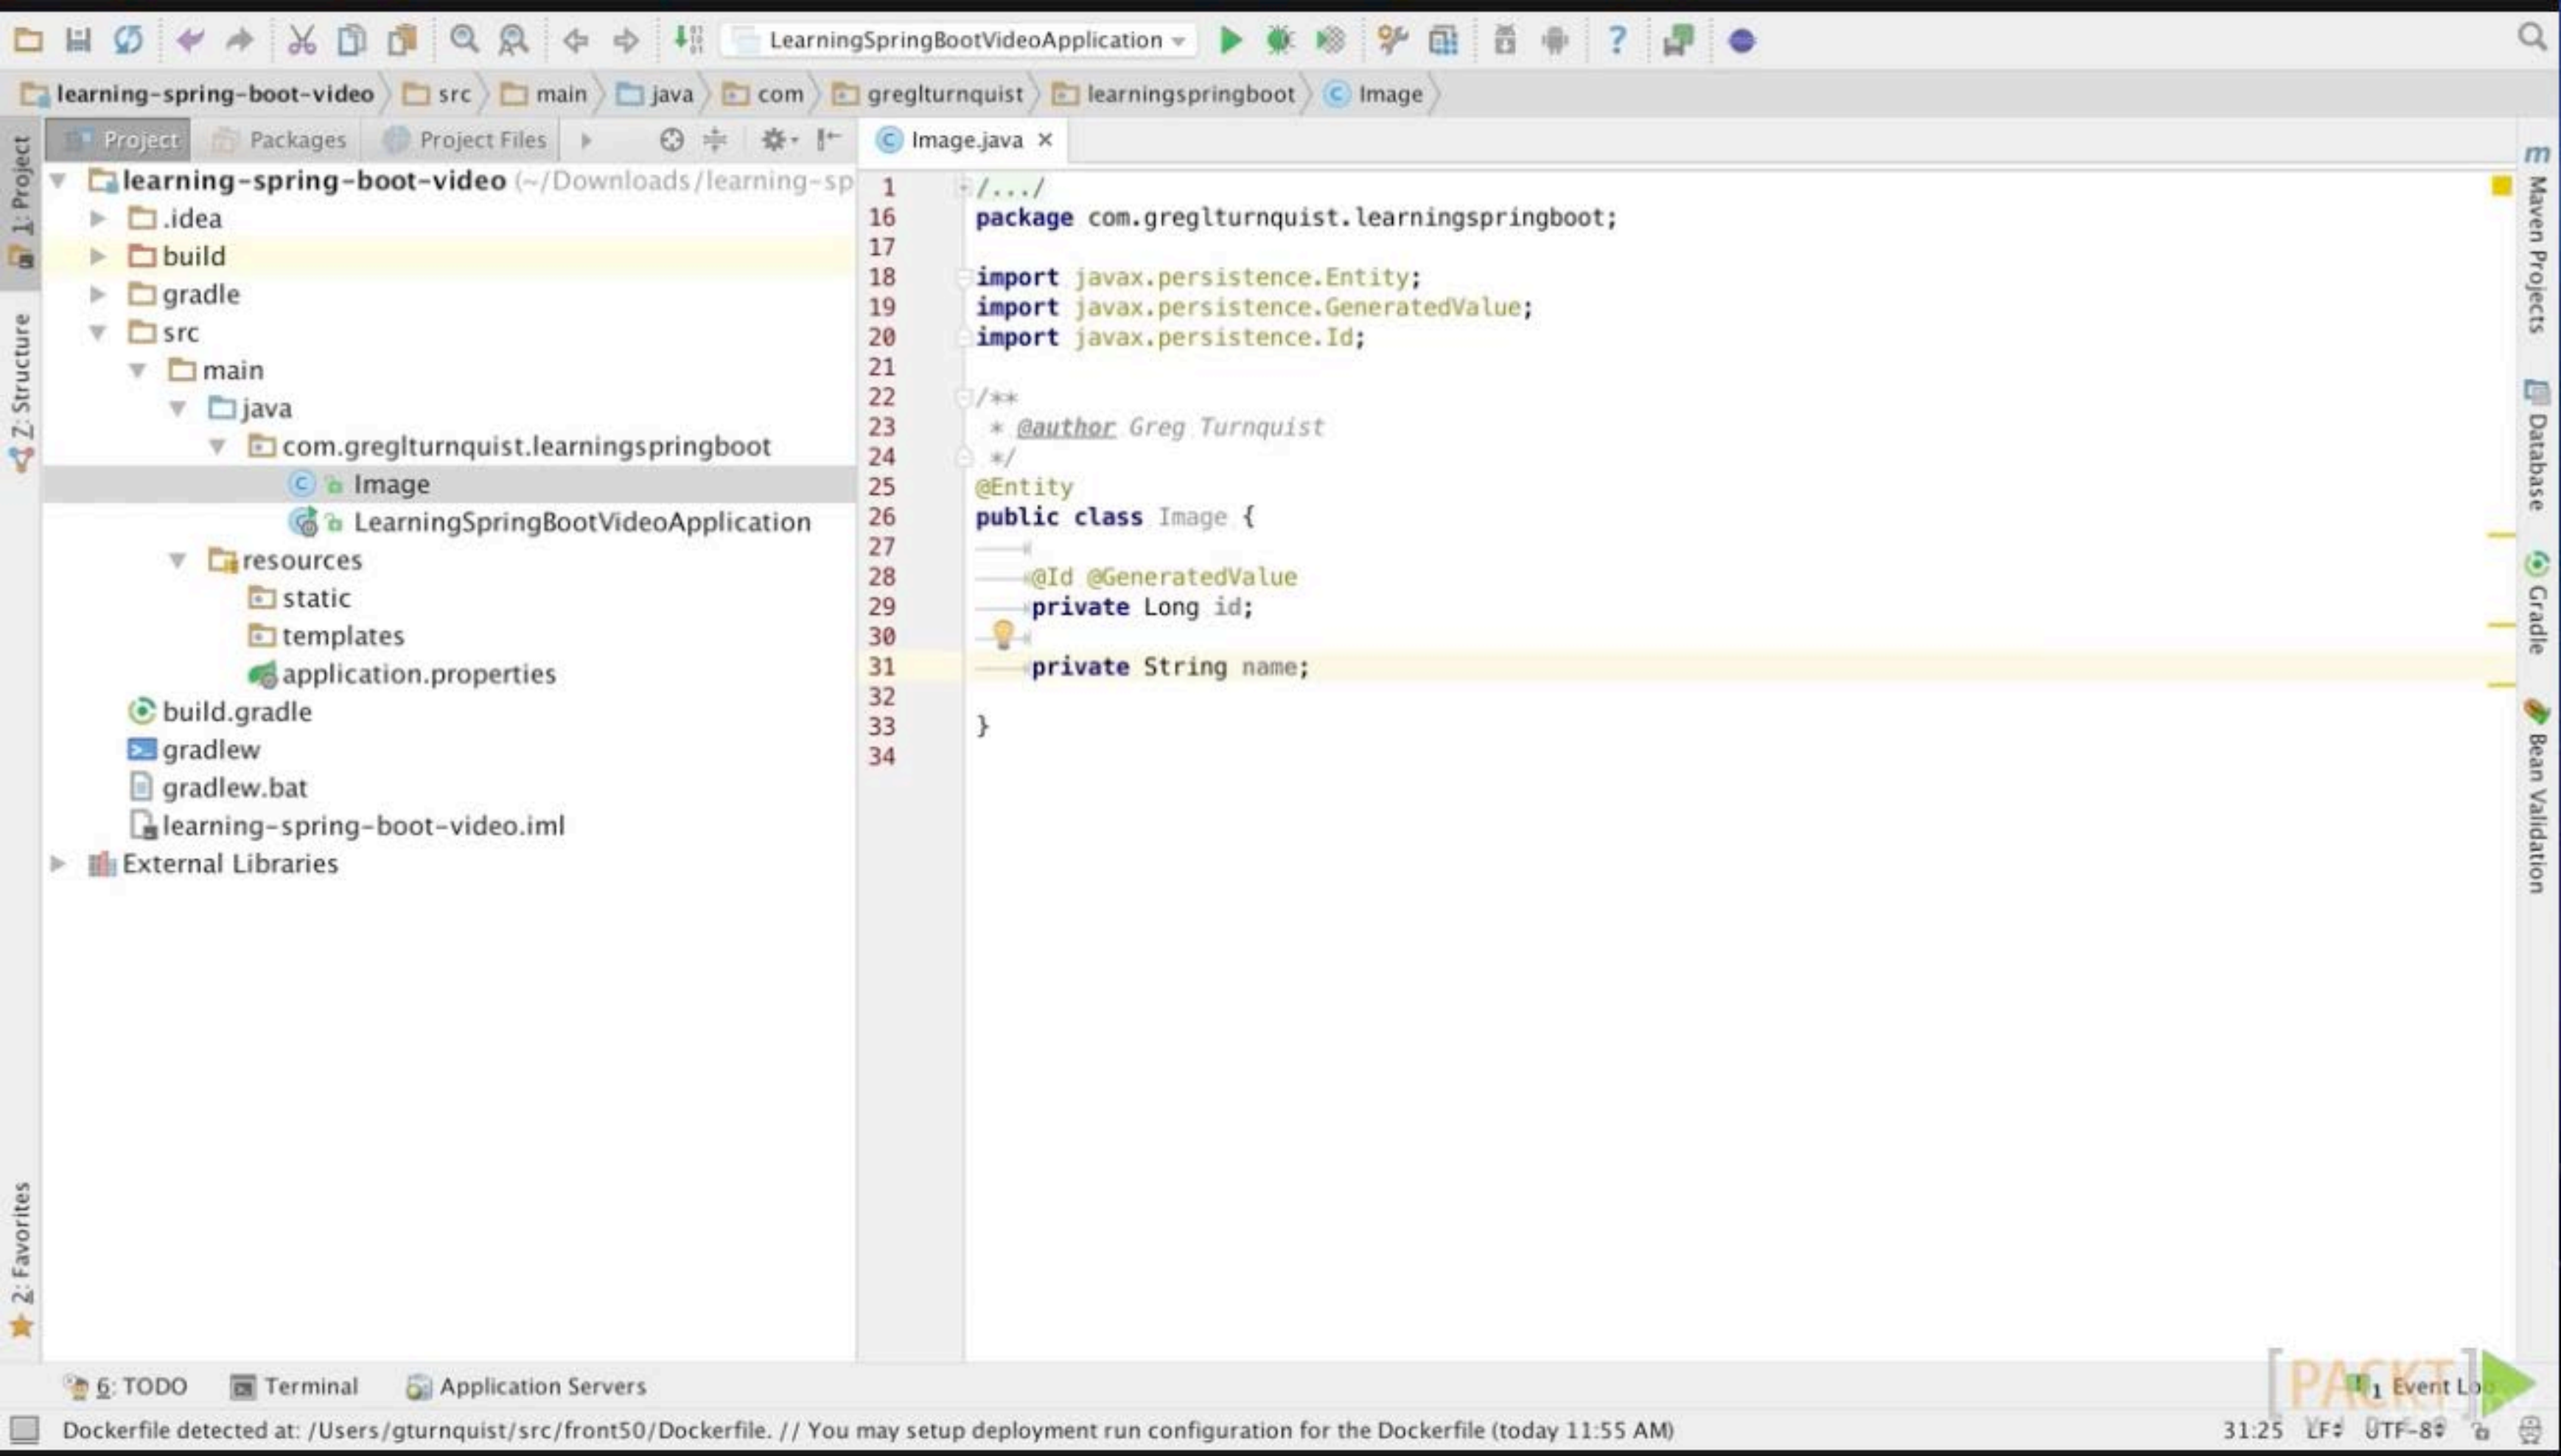 LearningSpringBootVideoApplication
learning-spring-boot-video src main java com greglturnquist learningspringboot Image
Project Packages Project Files
Image.java
1: Project
Z: Structure
2: Favorites
learning-spring-boot-video (~/Downloads/learning-sp
.idea
build
gradle
src
main
java
com.greglturnquist.learningspringboot
Image
LearningSpringBootVideoApplication
resources
static
templates
application.properties
build.gradle
gradlew
gradlew.bat
learning-spring-boot-video.iml
External Libraries
1 /.../
16 package com.greglturnquist.learningspringboot;
17
18 import javax.persistence.Entity;
19 import javax.persistence.GeneratedValue;
20 import javax.persistence.Id;
21
22 /**
23 * @author Greg Turnquist
24 */
25 @Entity
26 public class Image {
27
28 @Id @GeneratedValue
29 private Long id;
30
31 private String name;
32
33 }
34
Maven Projects
Database
Gradle
Bean Validation
6: TODO Terminal Application Servers
[PACKT]
1 Event Lo
Dockerfile detected at: /Users/gturnquist/src/front50/Dockerfile. // You may setup deployment run configuration for the Dockerfile (today 11:55 AM)
31:25 LF UTF-8